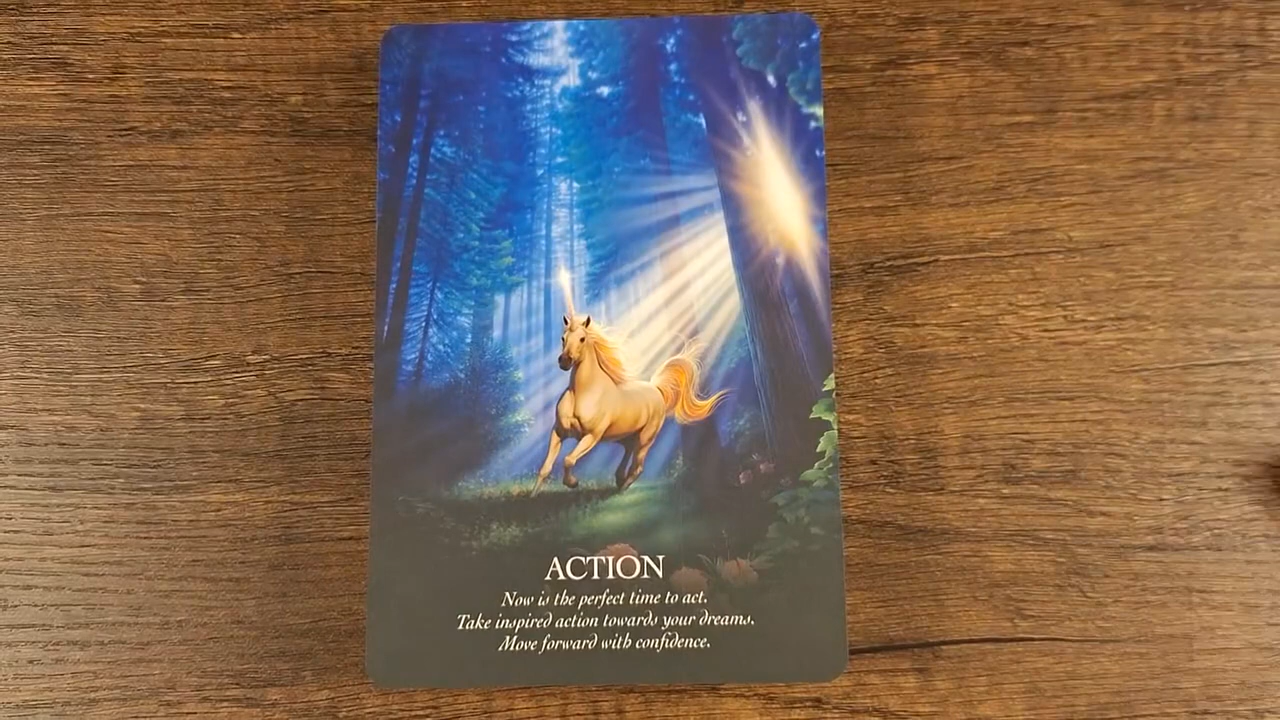 ACTION
Now is the perfect time to act.
Take inspired action towards your dreams.
Move forward with confidence.